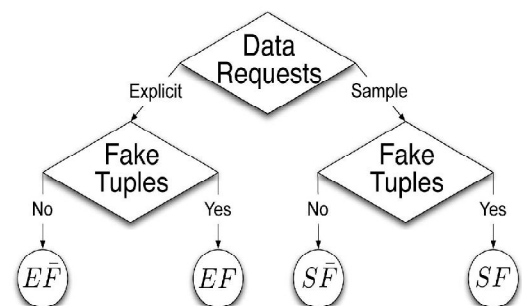 Data
Requests
Explicit
Sample
Fake
Tuples
Fake
Tuples
No
Yes
No
Yes
EF̄
EF
SF̄
SF